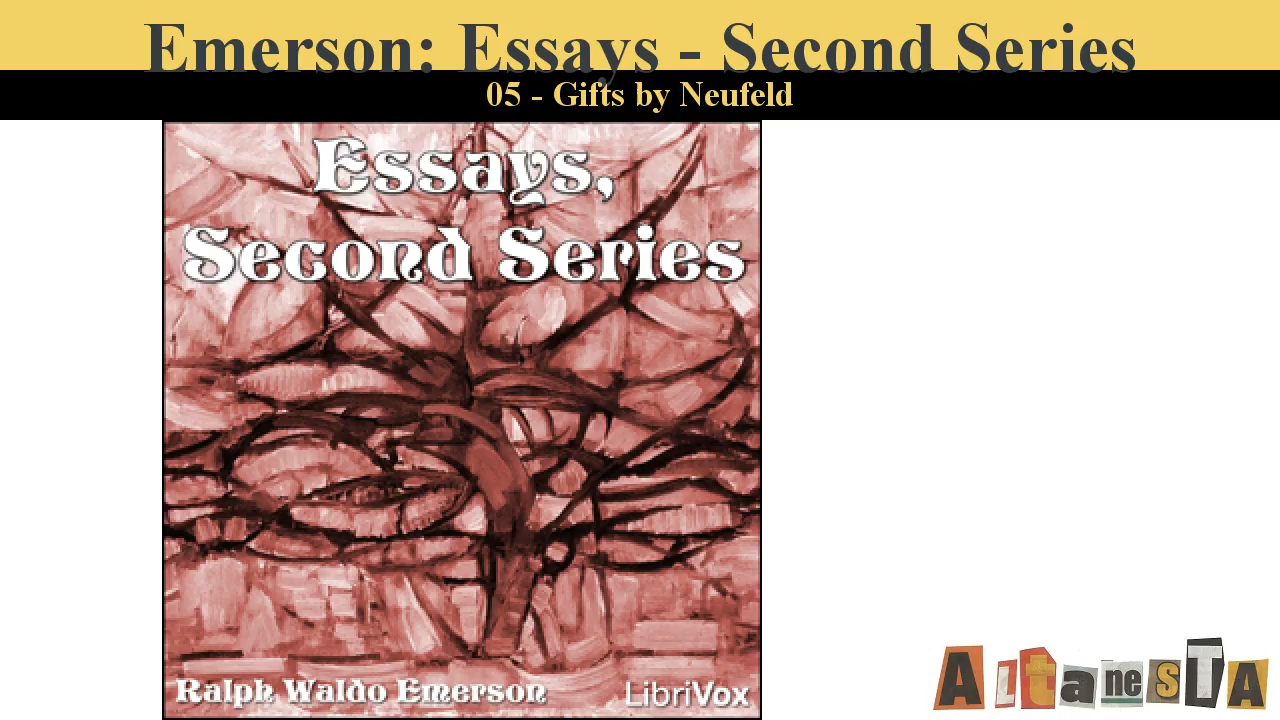 Emerson: Essays - Second Series
05 - Gifts by Neufeld
Essays,
Second Series
Ralph Waldo Emerson
LibriVox
AltanesTA